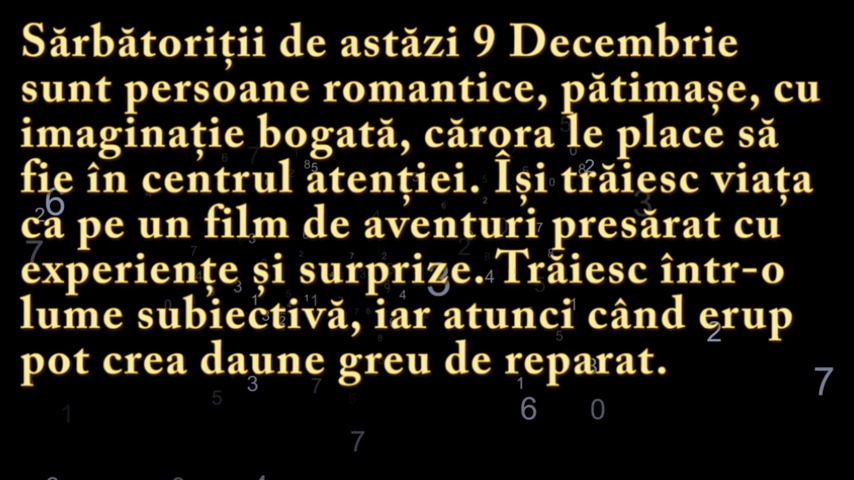 Sărbătoriții de astăzi 9 Decembrie
sunt persoane romantice, pătimașe, cu
imaginație bogată, cărora le place să
fie în centrul atenției. Își trăiesc viața
ca pe un film de aventuri presărat cu
experiențe și surprize. Trăiesc într-o
lume subiectivă, iar atunci când erup
pot crea daune greu de reparat.